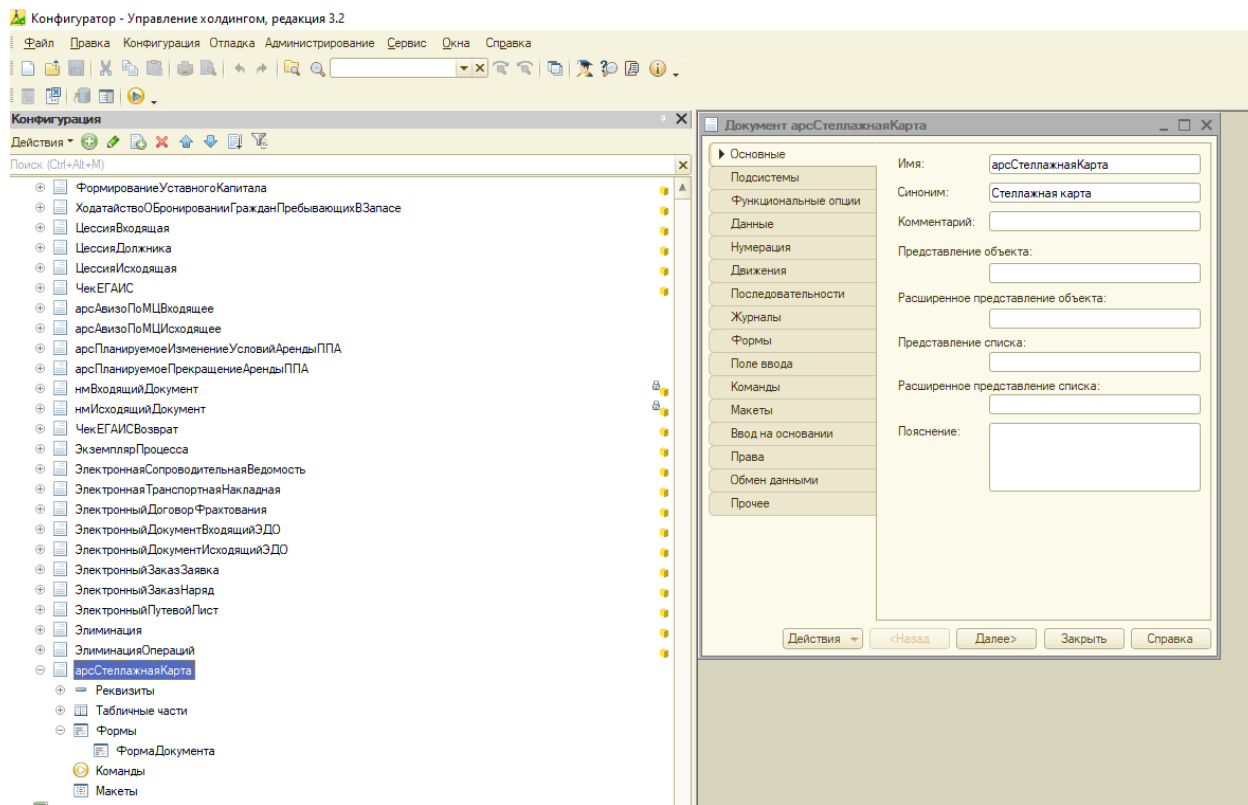 Конфигуратор - Управление холдингом, редакция 3.2
Файл Правка Конфигурация Отладка Администрирование Сервис Окна Справка
Конфигурация
Действия
Поиск (Ctrl+Alt+M)
ФормированиеУставногоКапитала
ХодатайствоОБронированииГражданПребывающихВЗапасе
ЦессияВходящая
ЦессияДолжника
ЦессияИсходящая
ЧекЕГАИС
арсАвизоПоМЦВходящее
арсАвизоПоМЦИсходящее
арсПланируемоеИзменениеУсловийАрендыППА
арсПланируемоеПрекращениеАрендыППА
нмВходящийДокумент
нмИсходящийДокумент
ЧекЕГАИСВозврат
ЭкземплярПроцесса
ЭлектроннаяСопроводительнаяВедомость
ЭлектроннаяТранспортнаяНакладная
ЭлектронныйДоговорФрахтования
ЭлектронныйДокументВходящийЭДО
ЭлектронныйДокументИсходящийЭДО
ЭлектронныйЗаказЗаявка
ЭлектронныйЗаказНаряд
ЭлектронныйПутевойЛист
Элиминация
ЭлиминацияОпераций
арсСтеллажнаяКарта
Реквизиты
Табличные части
Формы
ФормаДокумента
Команды
Макеты
Документ арсСтеллажнаяКарта
Основные
Подсистемы
Функциональные опции
Данные
Нумерация
Движения
Последовательности
Журналы
Формы
Поле ввода
Команды
Макеты
Ввод на основании
Права
Обмен данными
Прочее
Имя: арсСтеллажнаяКарта
Синоним: Стеллажная карта
Комментарий:
Представление объекта:
Расширенное представление объекта:
Представление списка:
Расширенное представление списка:
Пояснение:
Действия <Назад Далее> Закрыть Справка